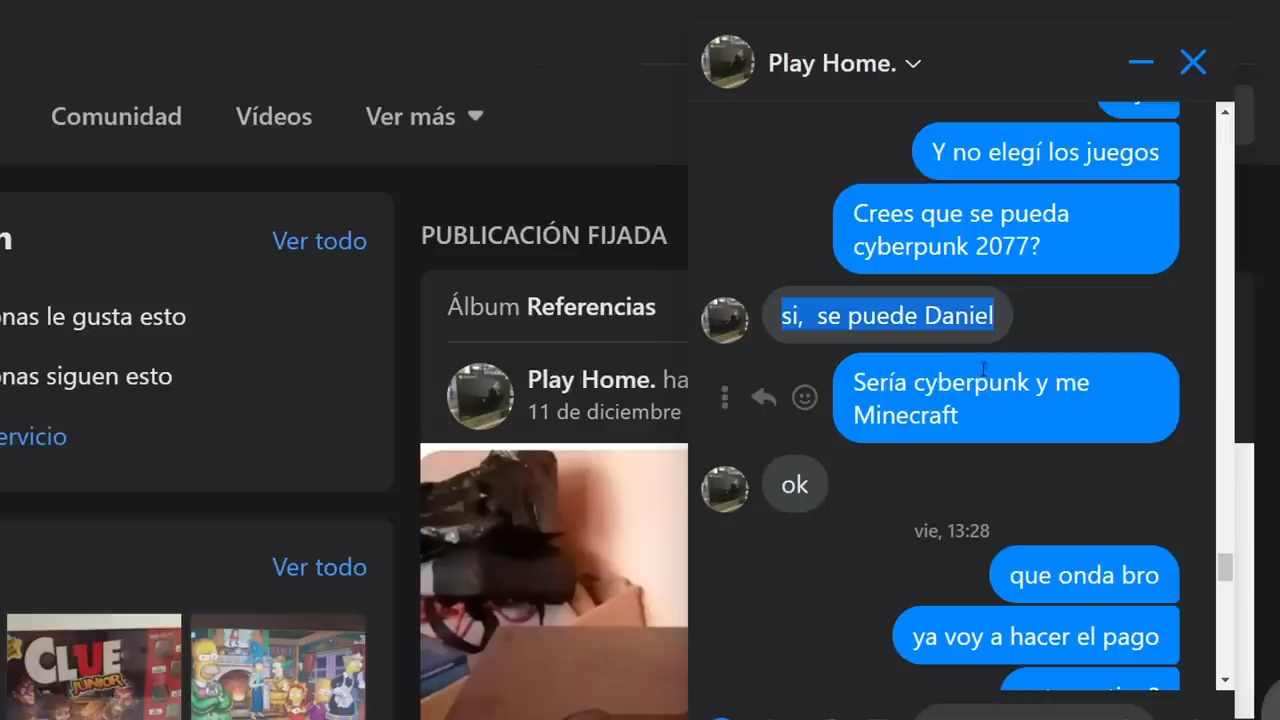 Comunidad
Vídeos
Ver más
Ver todo
nas le gusta esto
nas siguen esto
ervicio
Ver todo
CLUE
JUNIOR
PUBLICACIÓN FIJADA
Álbum Referencias
Play Home. ha
11 de diciembre
Play Home.
Y no elegí los juegos
Crees que se pueda
cyberpunk 2077?
si, se puede Daniel
Sería cyberpunk y me
Minecraft
ok
vie, 13:28
que onda bro
ya voy a hacer el pago